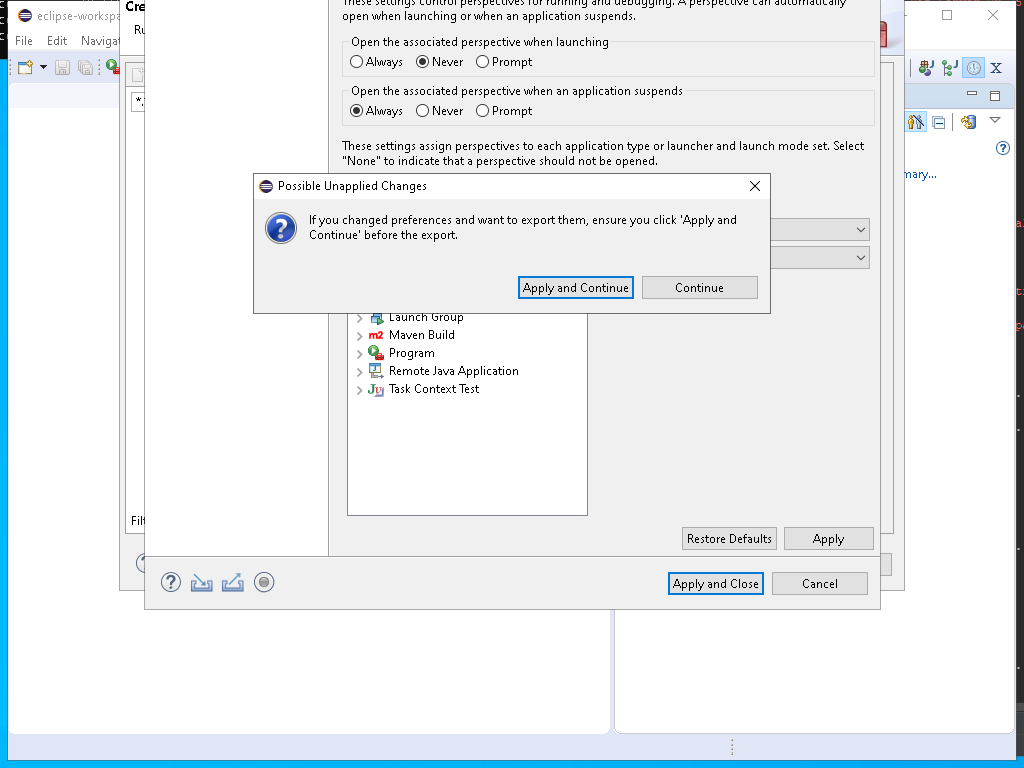 eclipse-workspa
Cre
These settings control perspectives for running and debugging. A perspective can automatically
open when launching or when an application suspends.
File Edit Navigat
Ru
Open the associated perspective when launching
Always Never Prompt
Open the associated perspective when an application suspends
*.
Always Never Prompt
These settings assign perspectives to each application type or launcher and launch mode set. Select
"None" to indicate that a perspective should not be opened.
mary...
Possible Unapplied Changes
If you changed preferences and want to export them, ensure you click 'Apply and
Continue' before the export.
Apply and Continue Continue
Launch Group
m2 Maven Build
Program
Remote Java Application
Task Context Test
Filt
Restore Defaults Apply
Apply and Close Cancel